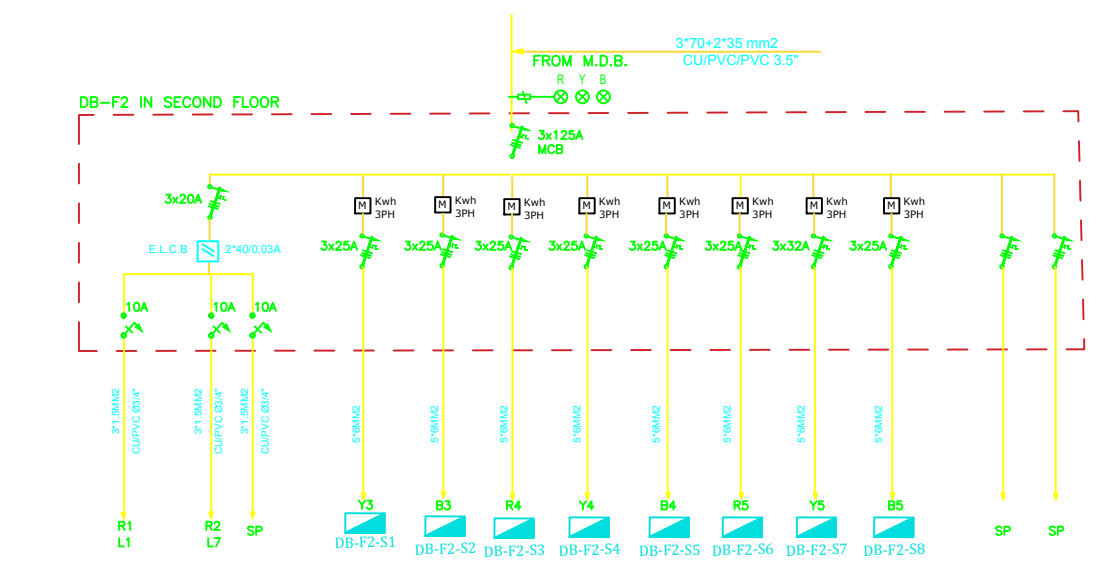 3*70+2*35 mm2
CU/PVC/PVC 3.5"
FROM M.D.B.
R Y B
DB-F2 IN SECOND FLOOR
3x125A
MCB
3x20A
M Kwh 3PH
M Kwh 3PH
M Kwh 3PH
M Kwh 3PH
M Kwh 3PH
M Kwh 3PH
M Kwh 3PH
M Kwh 3PH
3x25A 3x25A 3x25A 3x25A 3x25A 3x25A 3x32A 3x25A
E.L.C.B 2*40/0.03A
10A 10A 10A
3*1.5MM2
CU/PVC Ø3/4"
3*1.5MM2
CU/PVC Ø3/4"
3*1.5MM2
CU/PVC Ø3/4"
5*6MM2 5*6MM2 5*6MM2 5*6MM2 5*6MM2 5*6MM2 5*6MM2 5*6MM2
Y3 B3 R4 Y4 B4 R5 Y5 B5
R1 R2 SP SP SP
L1 L7
DB-F2-S1 DB-F2-S2 DB-F2-S3 DB-F2-S4 DB-F2-S5 DB-F2-S6 DB-F2-S7 DB-F2-S8